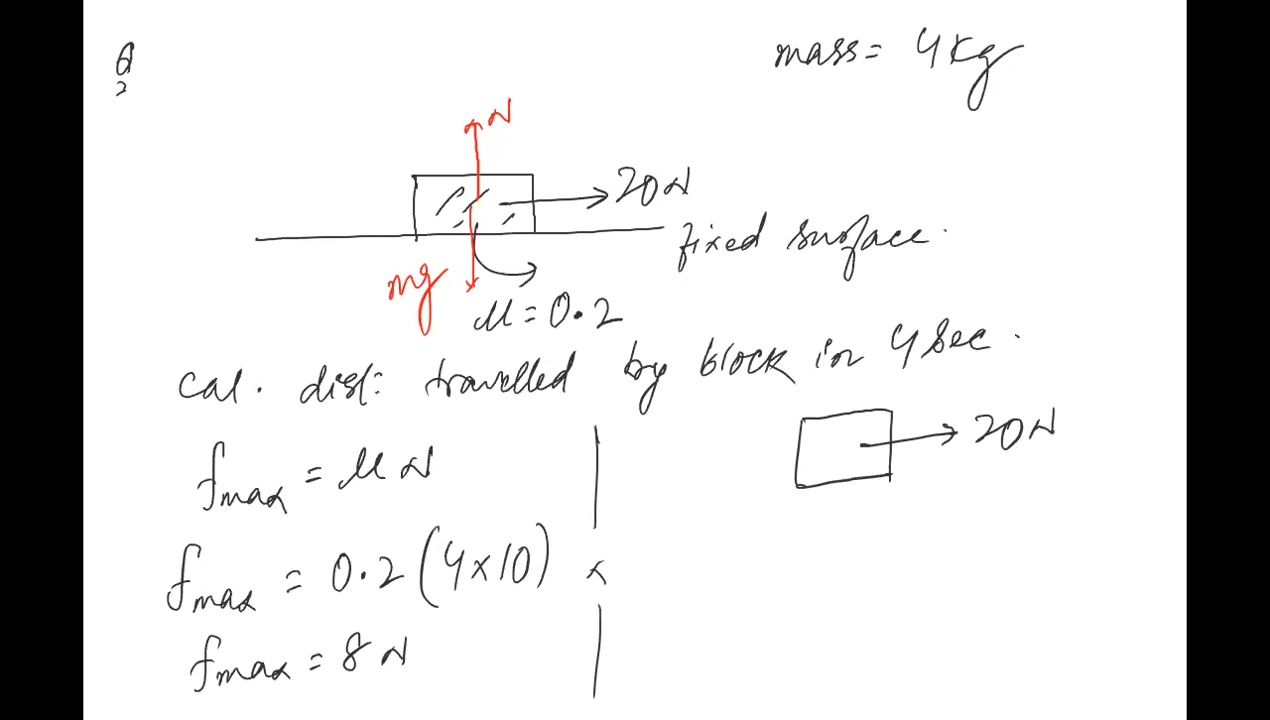 Q
mass = 4 kg
N
20 N
fixed surface.
mg
μ = 0.2
cal. dist: travelled by block in 4 sec.
20 N
fmax = μ N
fmax = 0.2 (4×10)
fmax = 8 N